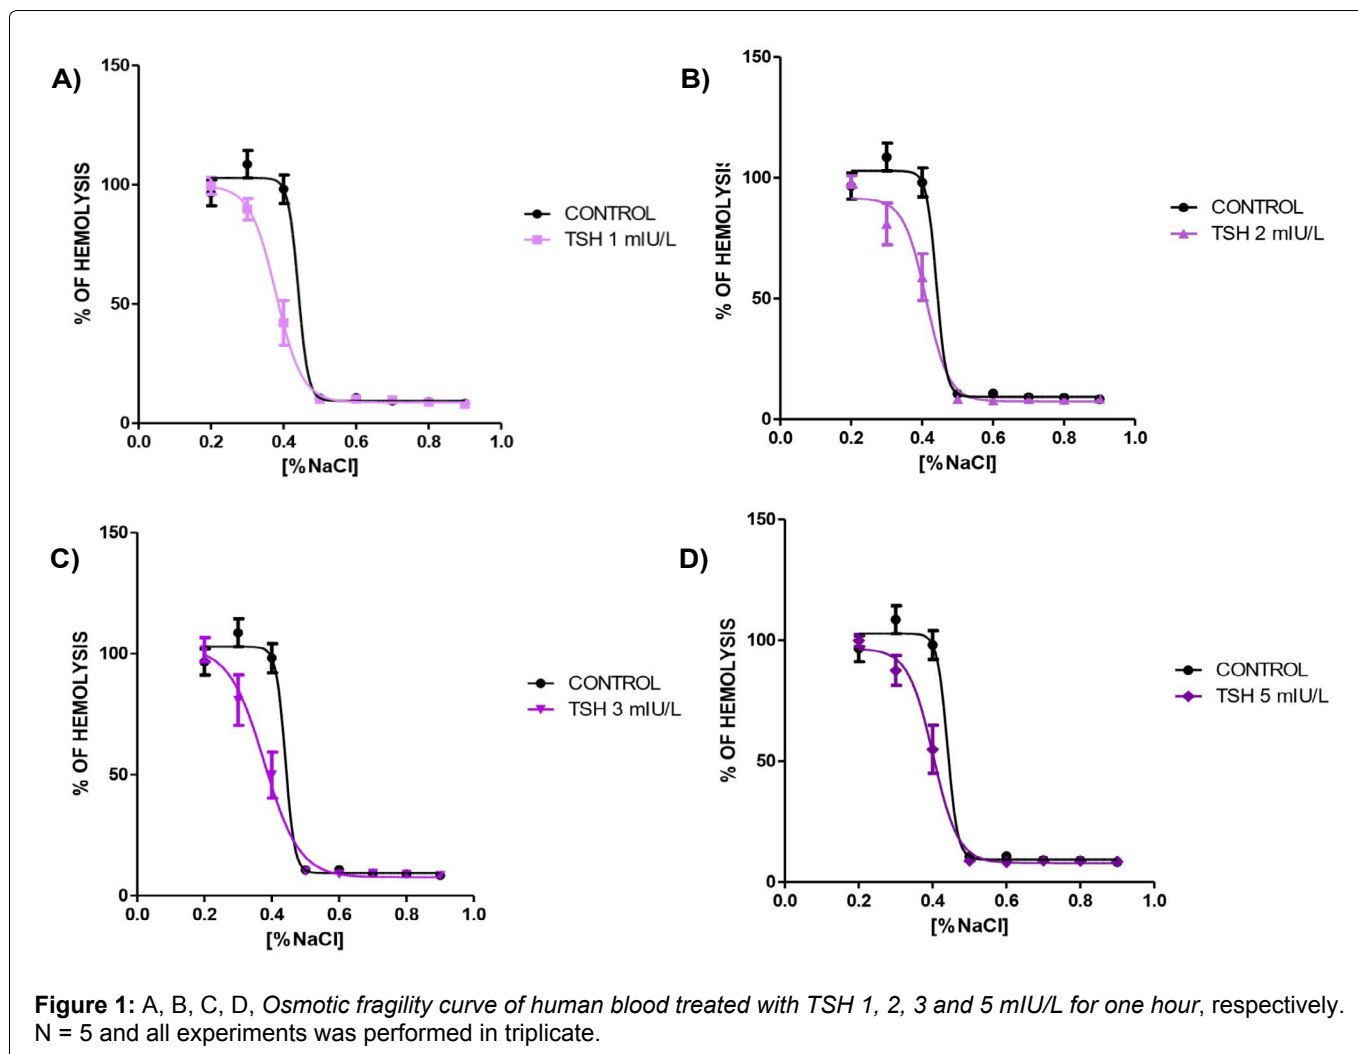 A)
150
100
50
0
% OF HEMOLYSIS
0.0 0.2 0.4 0.6 0.8 1.0
[%NaCl]
CONTROL
TSH 1 mIU/L
B)
150
100
50
0
% OF HEMOLYSIS
0.0 0.2 0.4 0.6 0.8 1.0
[%NaCl]
CONTROL
TSH 2 mIU/L
C)
150
100
50
0
% OF HEMOLYSIS
0.0 0.2 0.4 0.6 0.8 1.0
[%NaCl]
CONTROL
TSH 3 mIU/L
D)
150
100
50
0
% OF HEMOLYSIS
0.0 0.2 0.4 0.6 0.8 1.0
[%NaCl]
CONTROL
TSH 5 mIU/L
Figure 1: A, B, C, D, Osmotic fragility curve of human blood treated with TSH 1, 2, 3 and 5 mIU/L for one hour, respectively.
N = 5 and all experiments was performed in triplicate.